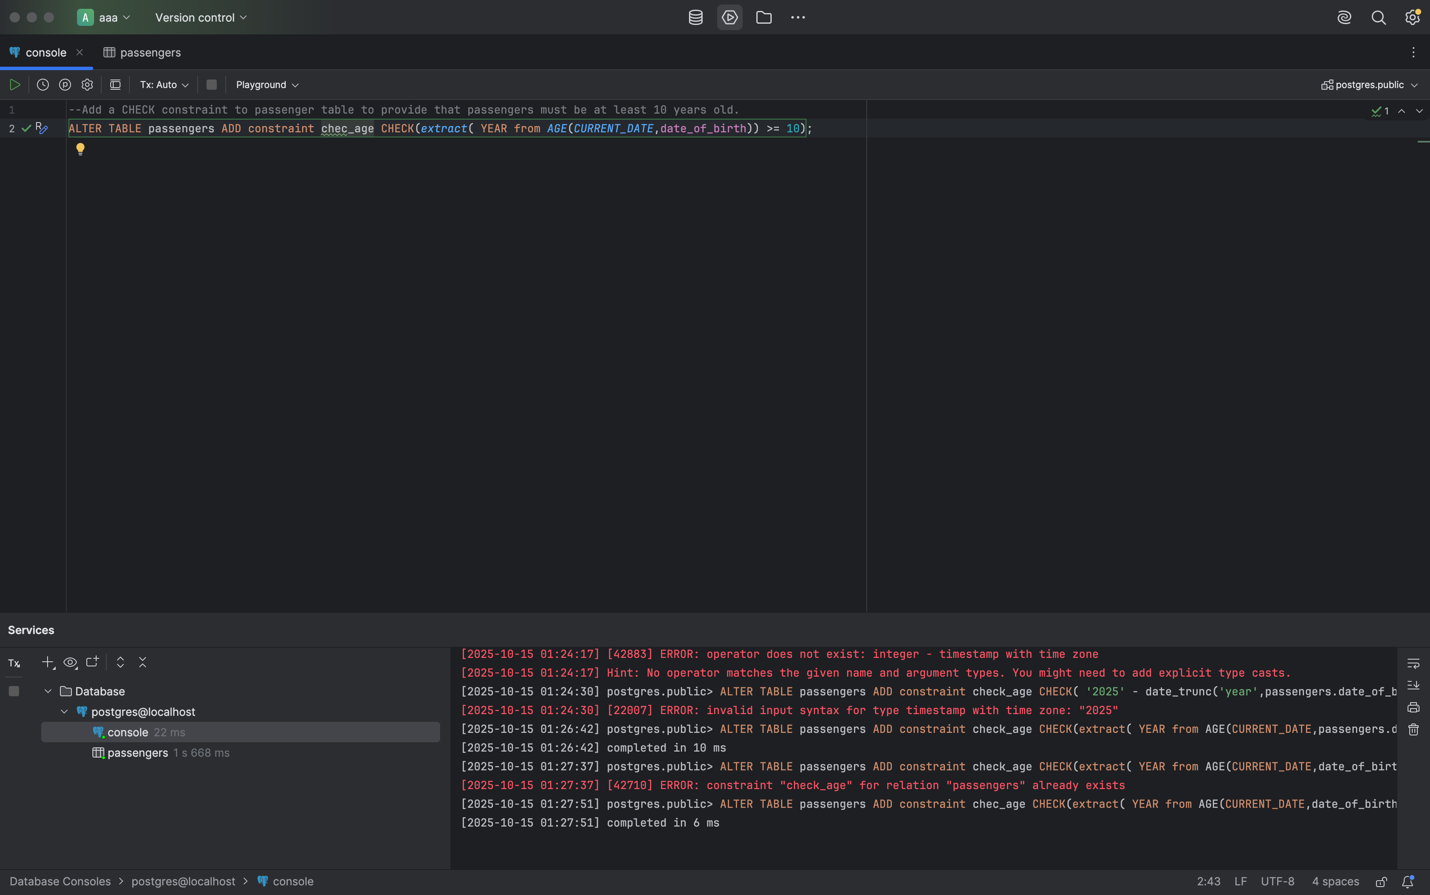 A aaa Version control
console passengers
Tx: Auto Playground postgres.public
1 --Add a CHECK constraint to passenger table to provide that passengers must be at least 10 years old. 1
2 ALTER TABLE passengers ADD constraint chec_age CHECK(extract( YEAR from AGE(CURRENT_DATE,date_of_birth)) >= 10);
Services
Tx
Database
postgres@localhost
console 22 ms
passengers 1 s 668 ms
[2025-10-15 01:24:17] [42883] ERROR: operator does not exist: integer - timestamp with time zone
[2025-10-15 01:24:17] Hint: No operator matches the given name and argument types. You might need to add explicit type casts.
[2025-10-15 01:24:30] postgres.public> ALTER TABLE passengers ADD constraint check_age CHECK( '2025' - date_trunc('year',passengers.date_of_b
[2025-10-15 01:24:30] [22007] ERROR: invalid input syntax for type timestamp with time zone: "2025"
[2025-10-15 01:26:42] postgres.public> ALTER TABLE passengers ADD constraint check_age CHECK(extract( YEAR from AGE(CURRENT_DATE,passengers.d
[2025-10-15 01:26:42] completed in 10 ms
[2025-10-15 01:27:37] postgres.public> ALTER TABLE passengers ADD constraint check_age CHECK(extract( YEAR from AGE(CURRENT_DATE,date_of_birt
[2025-10-15 01:27:37] [42710] ERROR: constraint "check_age" for relation "passengers" already exists
[2025-10-15 01:27:51] postgres.public> ALTER TABLE passengers ADD constraint chec_age CHECK(extract( YEAR from AGE(CURRENT_DATE,date_of_birth
[2025-10-15 01:27:51] completed in 6 ms
Database Consoles > postgres@localhost > console 2:43 LF UTF-8 4 spaces